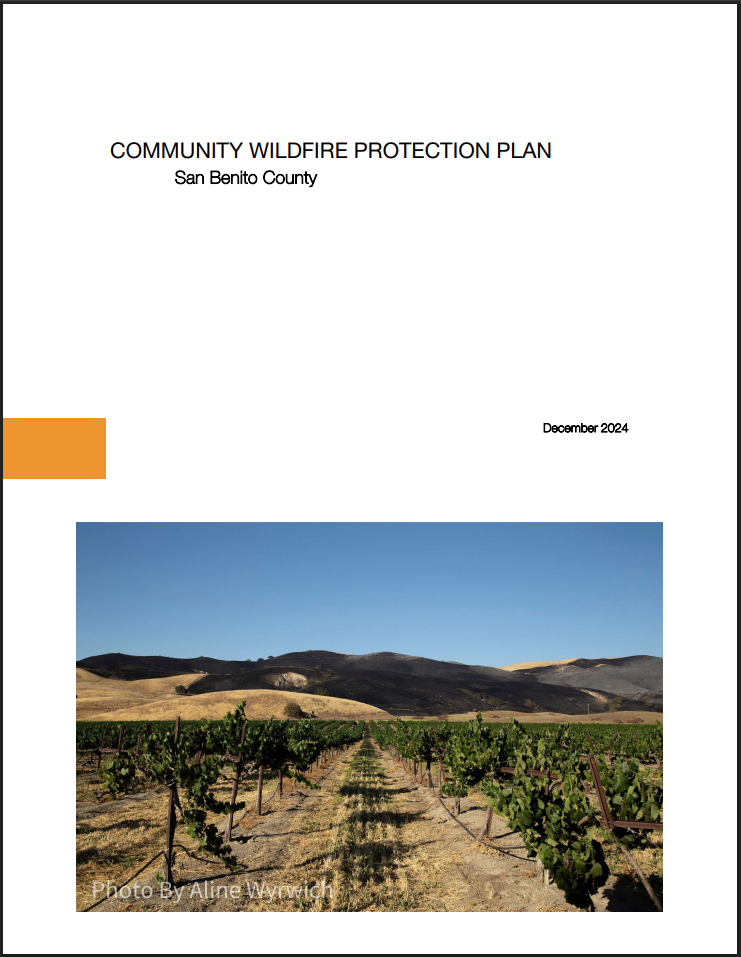 COMMUNITY WILDFIRE PROTECTION PLAN
San Benito County
December 2024
Photo By Aline Wyrwich